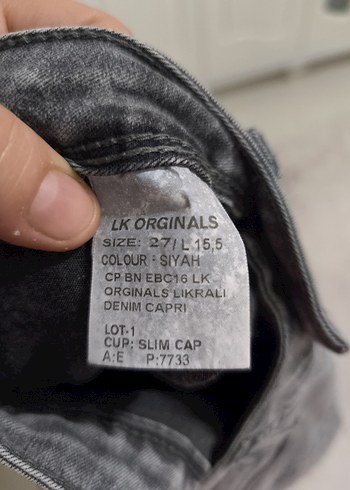 LK ORGINALS
SIZE: 27/ L 15,5
COLOUR : SIYAH
CP BN EBC16 LK
ORGINALS LIKRALI
DENIM CAPRI
LOT-1
CUP: SLIM CAP
A:E P:7733